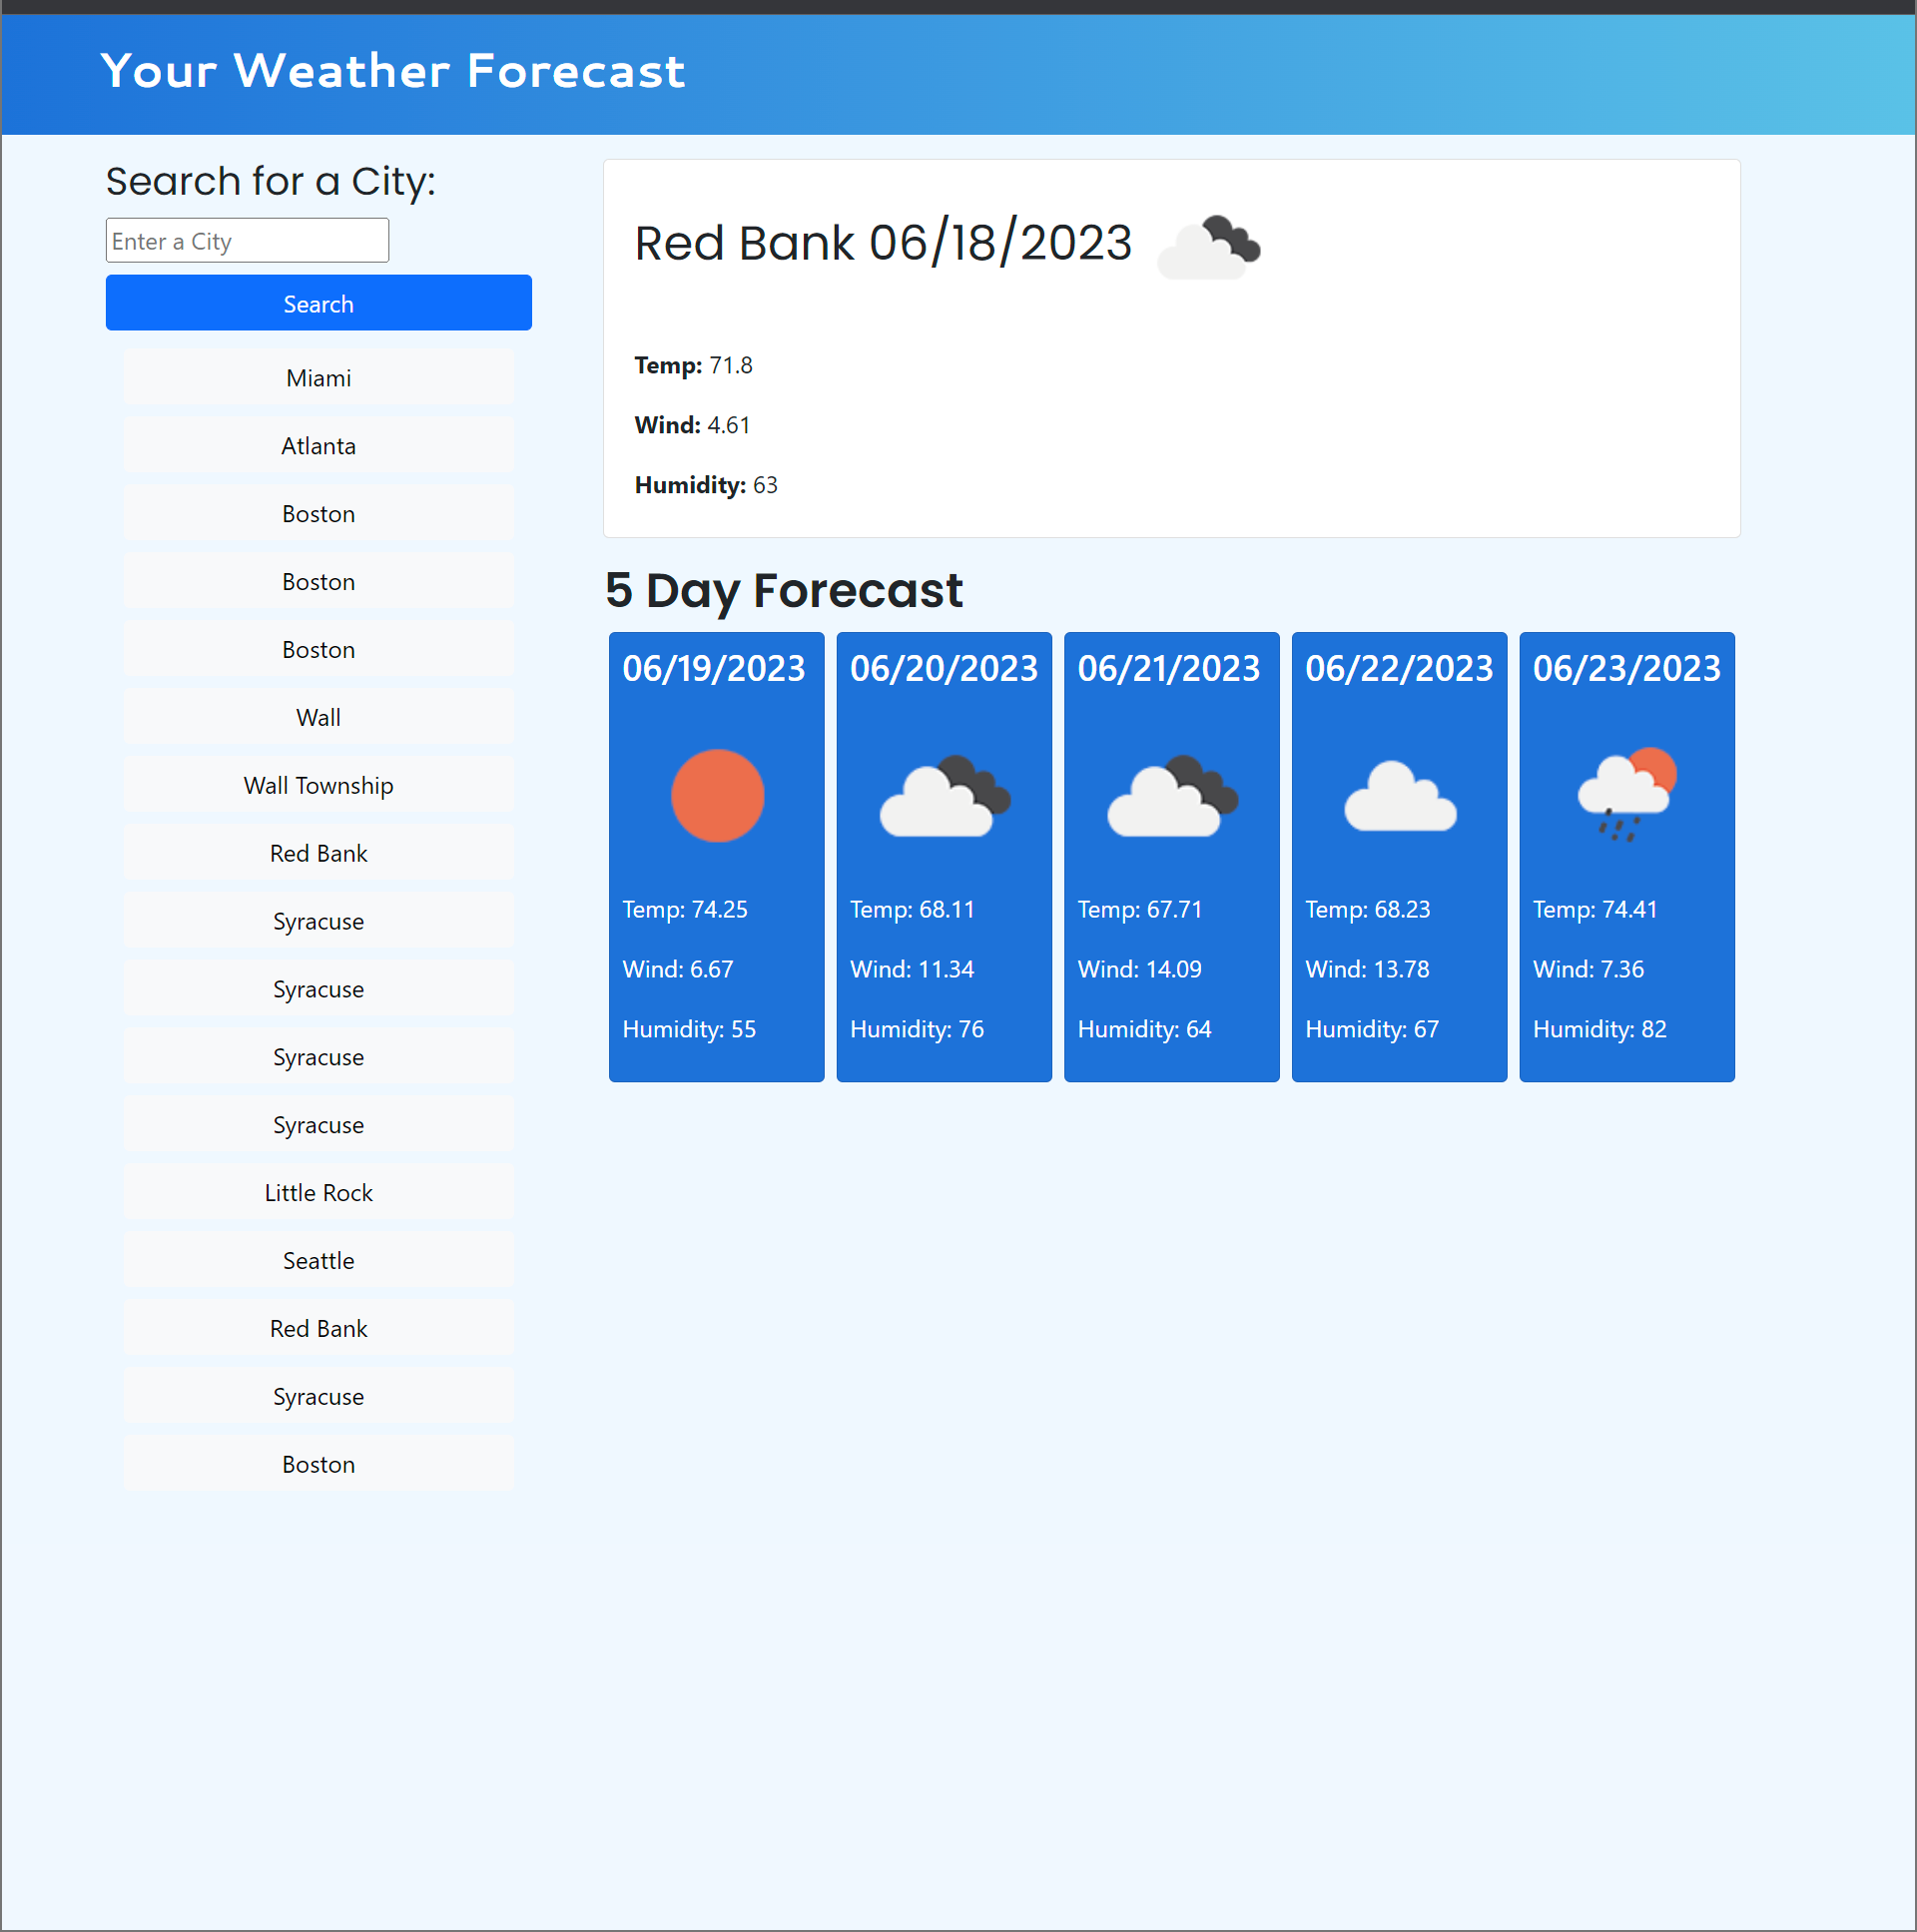 Your Weather Forecast
Search for a City:
Enter a City
Search
Miami
Atlanta
Boston
Boston
Boston
Wall
Wall Township
Red Bank
Syracuse
Syracuse
Syracuse
Syracuse
Little Rock
Seattle
Red Bank
Syracuse
Boston
Red Bank 06/18/2023
Temp: 71.8
Wind: 4.61
Humidity: 63
5 Day Forecast
06/19/2023
Temp: 74.25
Wind: 6.67
Humidity: 55
06/20/2023
Temp: 68.11
Wind: 11.34
Humidity: 76
06/21/2023
Temp: 67.71
Wind: 14.09
Humidity: 64
06/22/2023
Temp: 68.23
Wind: 13.78
Humidity: 67
06/23/2023
Temp: 74.41
Wind: 7.36
Humidity: 82